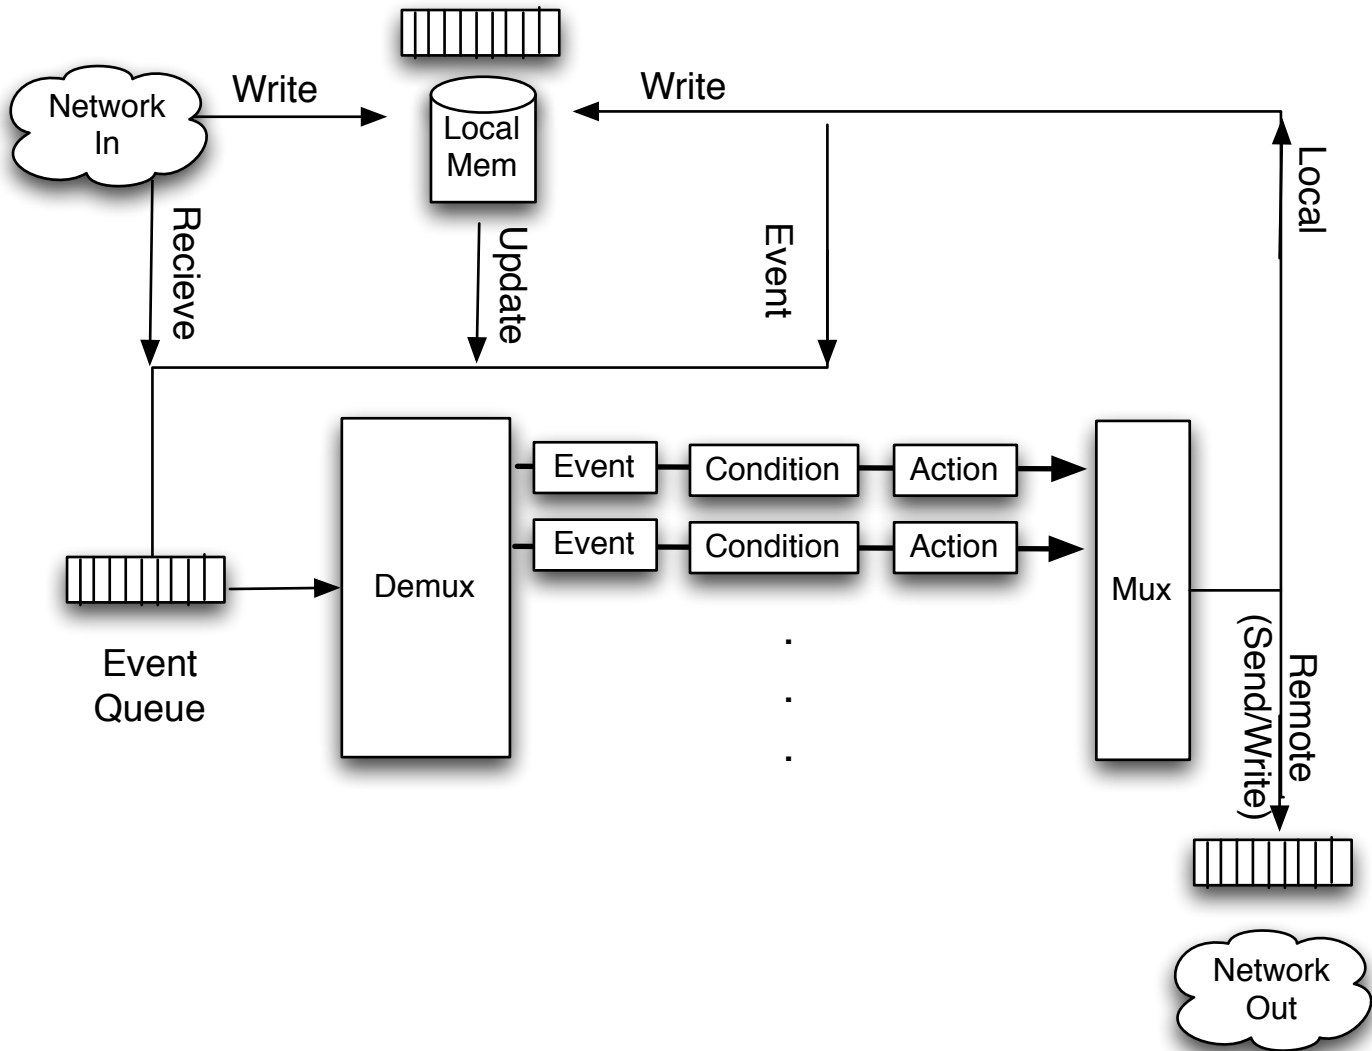 Network
In
Write
Local
Mem
Write
Local
Recieve
Update
Event
Event
Condition
Action
Event
Condition
Action
Demux
Mux
Event
Queue
Remote
(Send/Write)
.
.
.
Network
Out